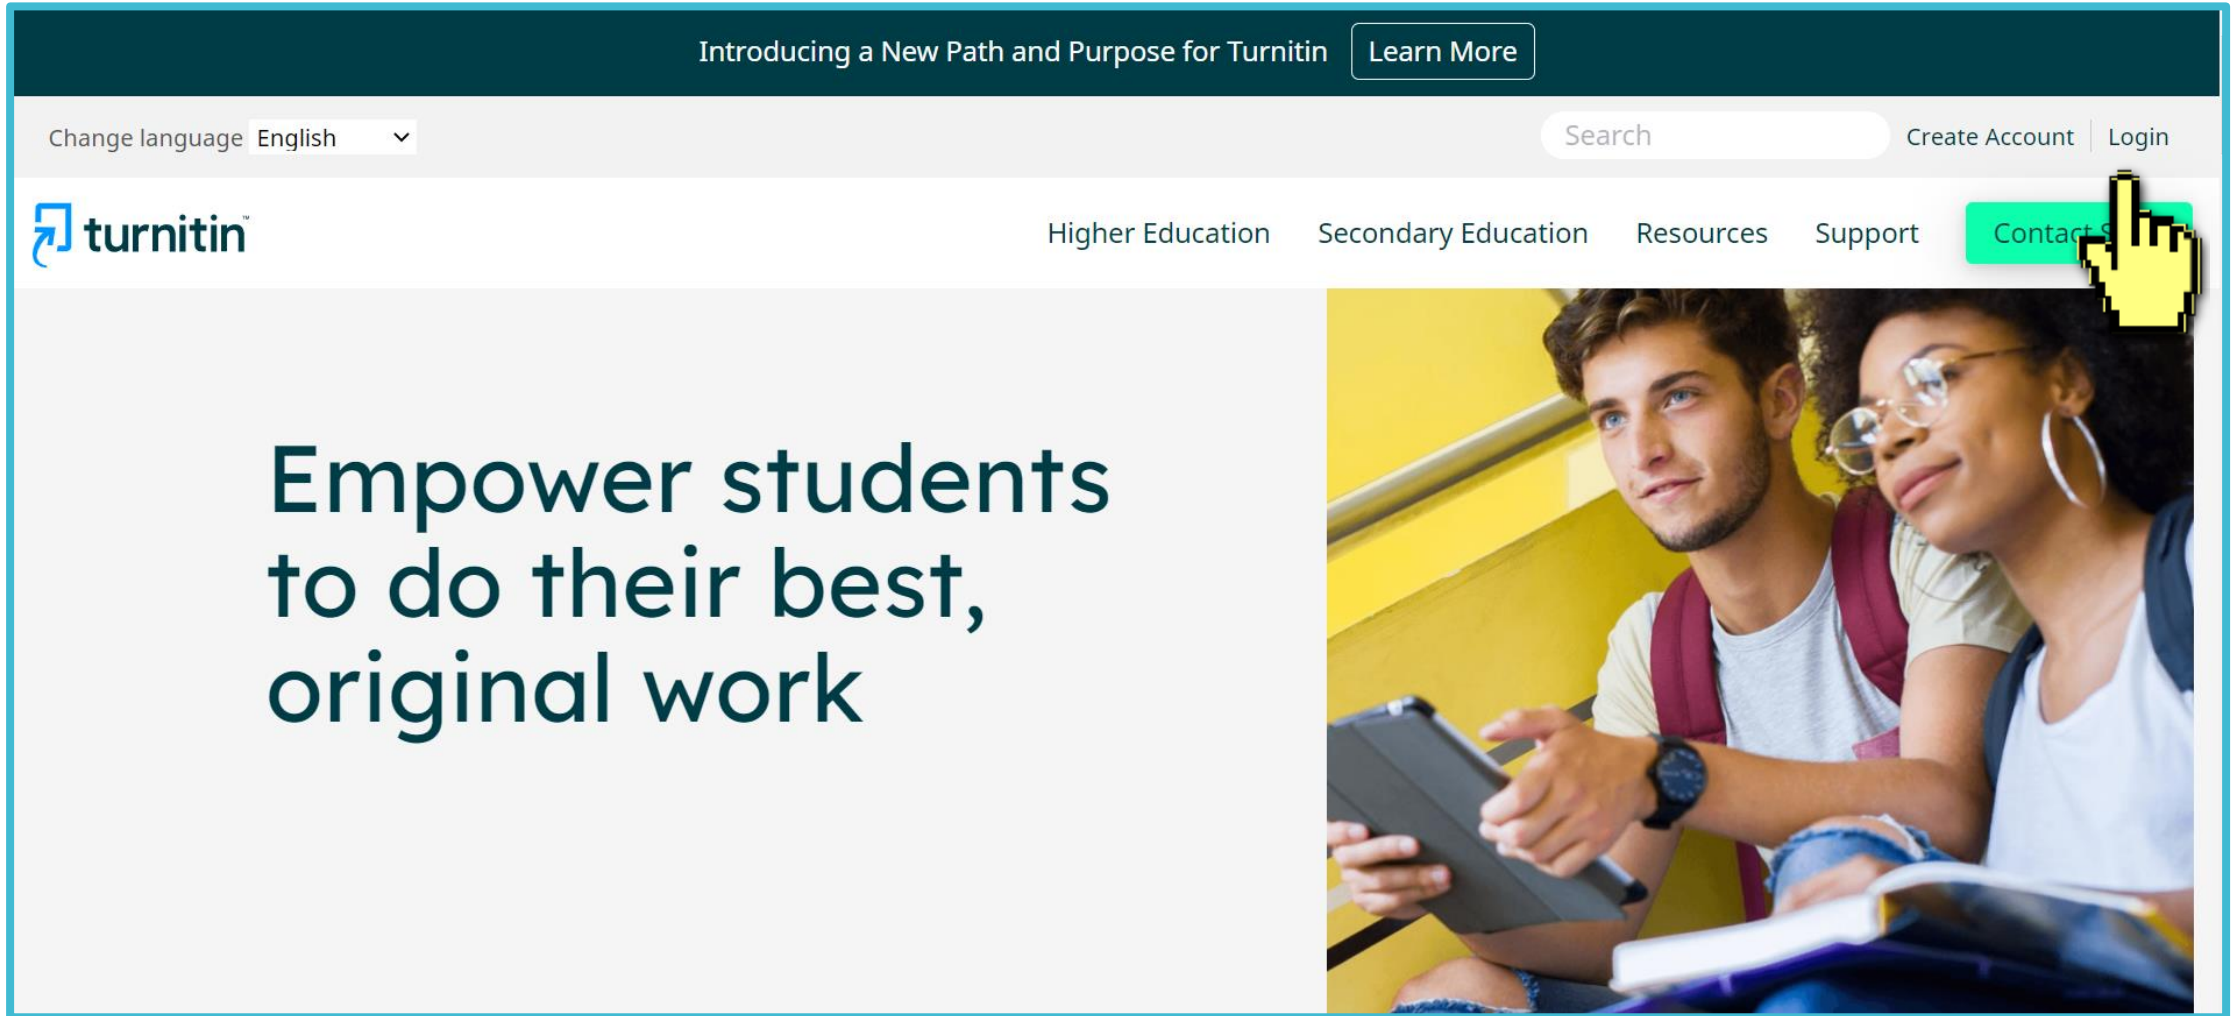 Introducing a New Path and Purpose for Turnitin Learn More
Change language English Search Create Account Login
turnitin™ Higher Education Secondary Education Resources Support Contact
Empower students
to do their best,
original work